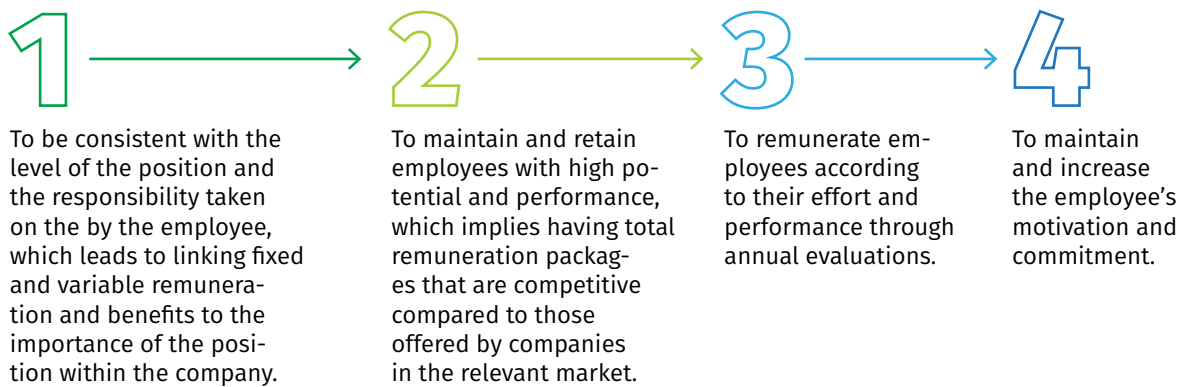 1
To be consistent with the
level of the position and
the responsibility taken
on the by the employee,
which leads to linking fixed
and variable remunera-
tion and benefits to the
importance of the posi-
tion within the company.
2
To maintain and retain
employees with high po-
tential and performance,
which implies having total
remuneration packag-
es that are competitive
compared to those
offered by companies
in the relevant market.
3
To remunerate em-
ployees according
to their effort and
performance through
annual evaluations.
4
To maintain
and increase
the employee’s
motivation and
commitment.